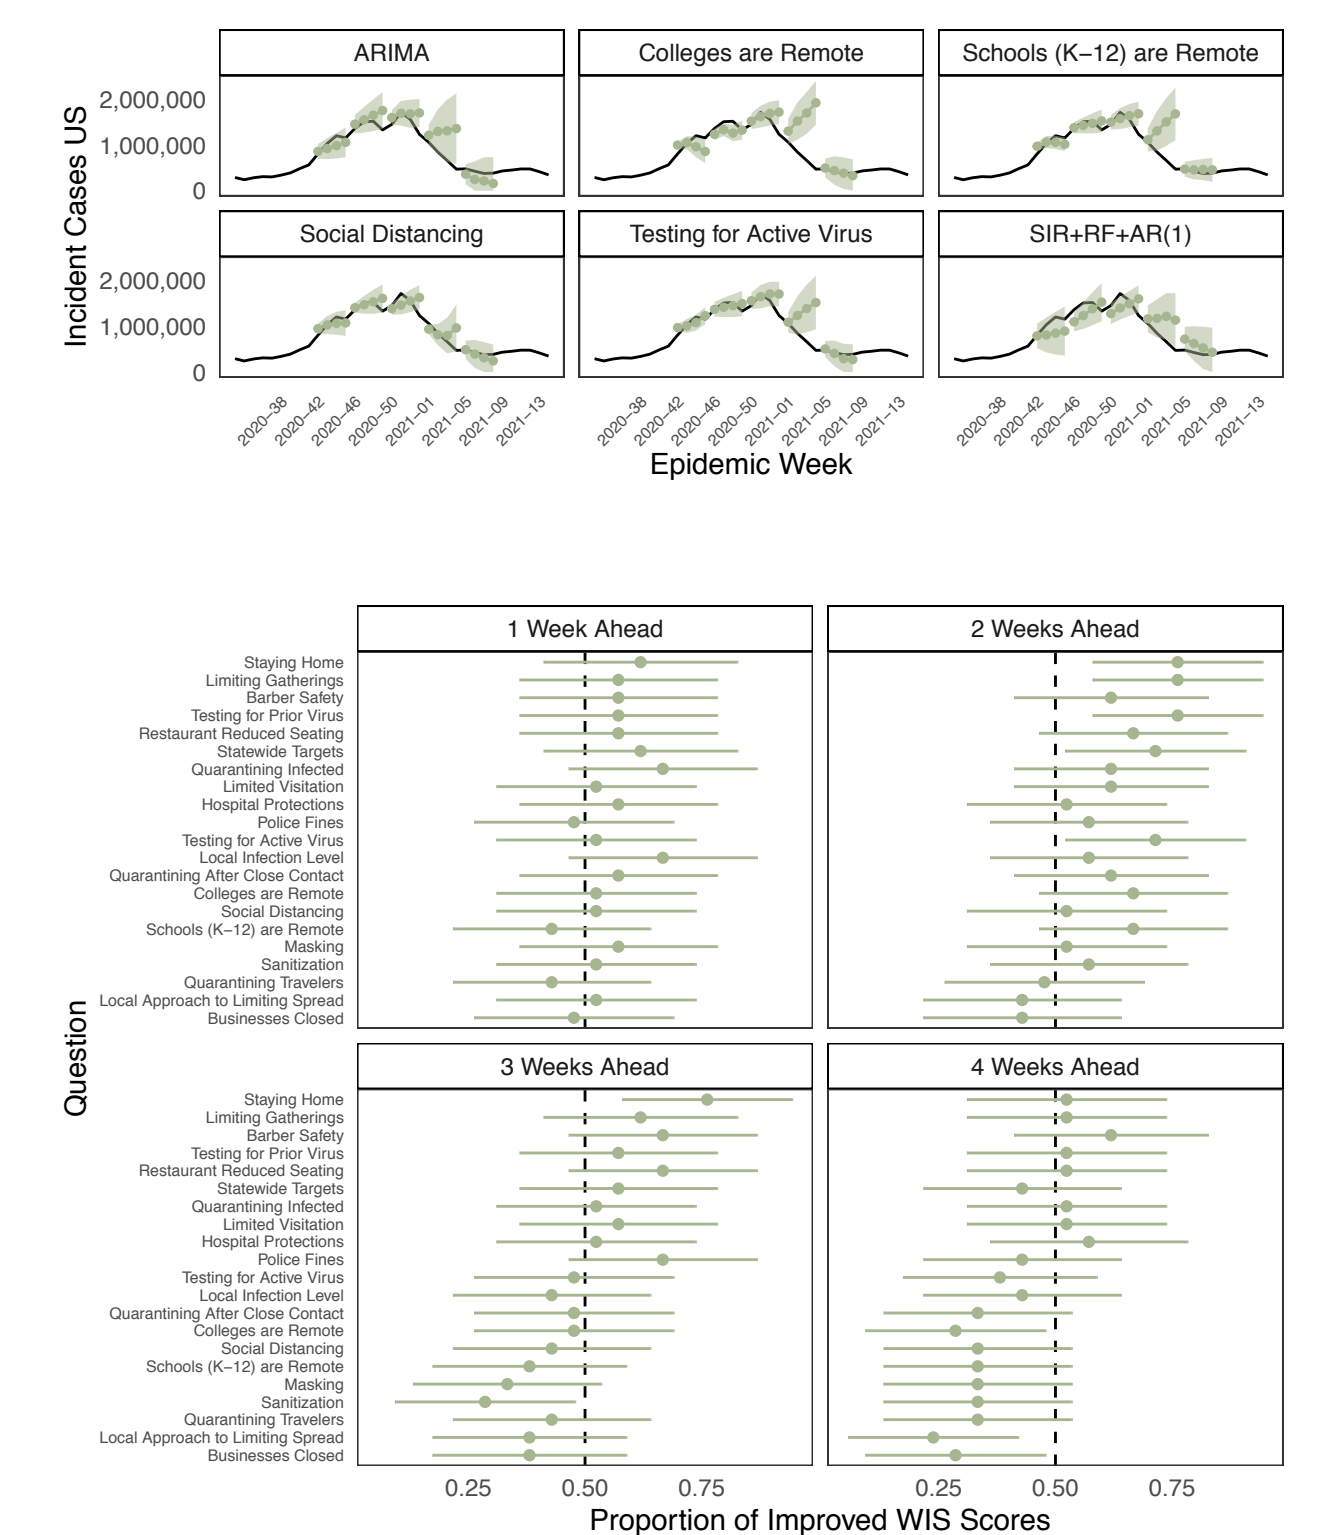 ARIMA
Colleges are Remote
Schools (K−12) are Remote
Incident Cases US
2,000,000
1,000,000
0
Social Distancing
Testing for Active Virus
SIR+RF+AR(1)
2,000,000
1,000,000
0
2020−38 2020−42 2020−46 2020−50 2021−01 2021−05 2021−09 2021−13
2020−38 2020−42 2020−46 2020−50 2021−01 2021−05 2021−09 2021−13
2020−38 2020−42 2020−46 2020−50 2021−01 2021−05 2021−09 2021−13
Epidemic Week
1 Week Ahead
2 Weeks Ahead
Staying Home
Limiting Gatherings
Barber Safety
Testing for Prior Virus
Restaurant Reduced Seating
Statewide Targets
Quarantining Infected
Limited Visitation
Hospital Protections
Police Fines
Testing for Active Virus
Local Infection Level
Quarantining After Close Contact
Colleges are Remote
Social Distancing
Schools (K−12) are Remote
Masking
Sanitization
Quarantining Travelers
Local Approach to Limiting Spread
Businesses Closed
Question
3 Weeks Ahead
4 Weeks Ahead
Staying Home
Limiting Gatherings
Barber Safety
Testing for Prior Virus
Restaurant Reduced Seating
Statewide Targets
Quarantining Infected
Limited Visitation
Hospital Protections
Police Fines
Testing for Active Virus
Local Infection Level
Quarantining After Close Contact
Colleges are Remote
Social Distancing
Schools (K−12) are Remote
Masking
Sanitization
Quarantining Travelers
Local Approach to Limiting Spread
Businesses Closed
0.25 0.50 0.75
0.25 0.50 0.75
Proportion of Improved WIS Scores